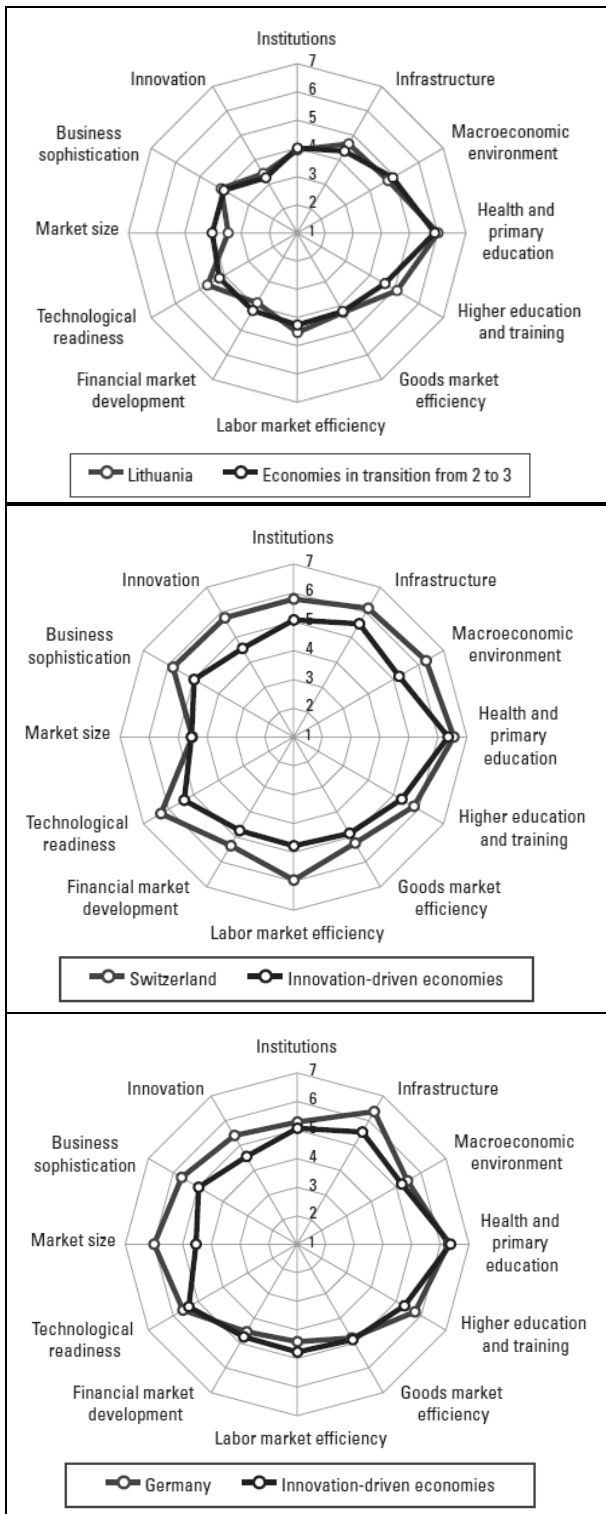 Institutions
Innovation
Infrastructure
Business
sophistication
Macroeconomic
environment
Market size
Health and
primary
education
Technological
readiness
Higher education
and training
Financial market
development
Goods market
efficiency
Labor market efficiency
7
6
5
4
3
2
1
Lithuania
Economies in transition from 2 to 3
Institutions
Innovation
Infrastructure
Business
sophistication
Macroeconomic
environment
Market size
Health and
primary
education
Technological
readiness
Higher education
and training
Financial market
development
Goods market
efficiency
Labor market efficiency
7
6
5
4
3
2
1
Switzerland
Innovation-driven economies
Institutions
Innovation
Infrastructure
Business
sophistication
Macroeconomic
environment
Market size
Health and
primary
education
Technological
readiness
Higher education
and training
Financial market
development
Goods market
efficiency
Labor market efficiency
7
6
5
4
3
2
1
Germany
Innovation-driven economies